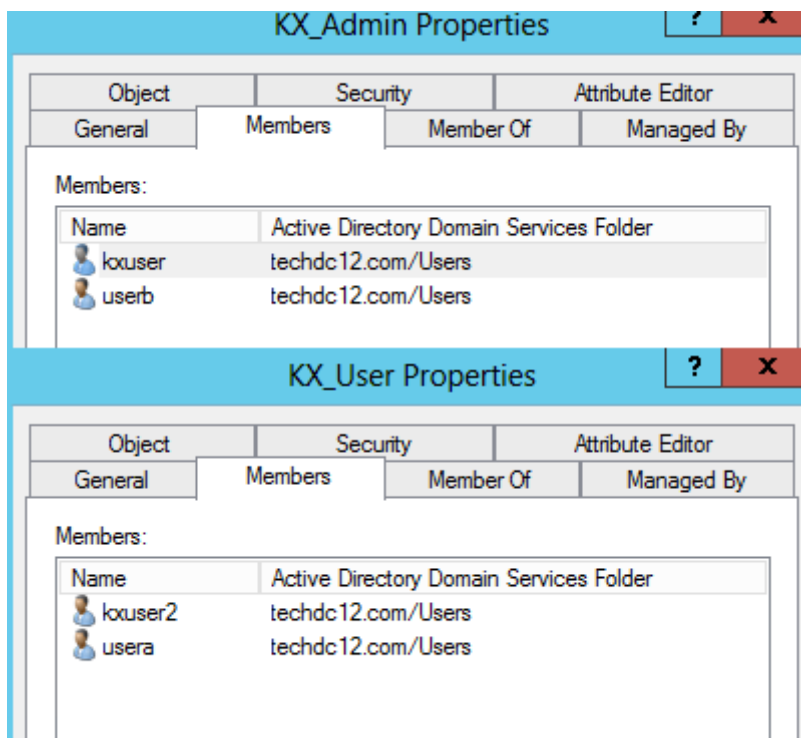 KX_Admin Properties ? x
Object Security Attribute Editor
General Members Member Of Managed By
Members:
Name Active Directory Domain Services Folder
kxuser techdc12.com/Users
userb techdc12.com/Users
KX_User Properties ? x
Object Security Attribute Editor
General Members Member Of Managed By
Members:
Name Active Directory Domain Services Folder
kxuser2 techdc12.com/Users
usera techdc12.com/Users